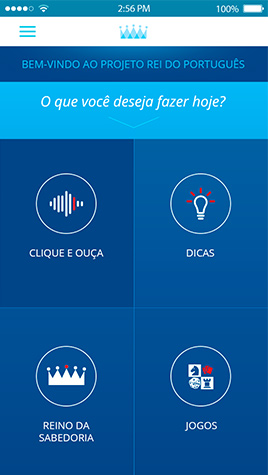 2:56 PM 100%
BEM-VINDO AO PROJETO REI DO PORTUGUÊS
O que você deseja fazer hoje?
CLIQUE E OUÇA
DICAS
REINO DA
SABEDORIA
JOGOS